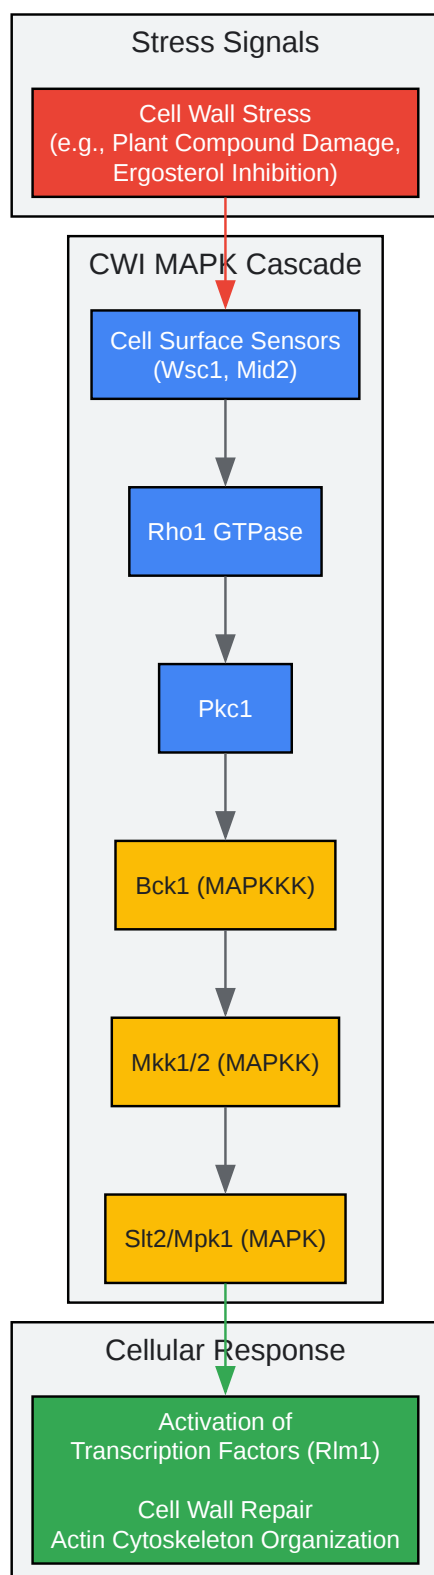 Stress Signals
Cell Wall Stress
(e.g., Plant Compound Damage,
Ergosterol Inhibition)
CWI MAPK Cascade
Cell Surface Sensors
(Wsc1, Mid2)
Rho1 GTPase
Pkc1
Bck1 (MAPKKK)
Mkk1/2 (MAPKK)
Slt2/Mpk1 (MAPK)
Cellular Response
Activation of
Transcription Factors (Rlm1)
Cell Wall Repair
Actin Cytoskeleton Organization